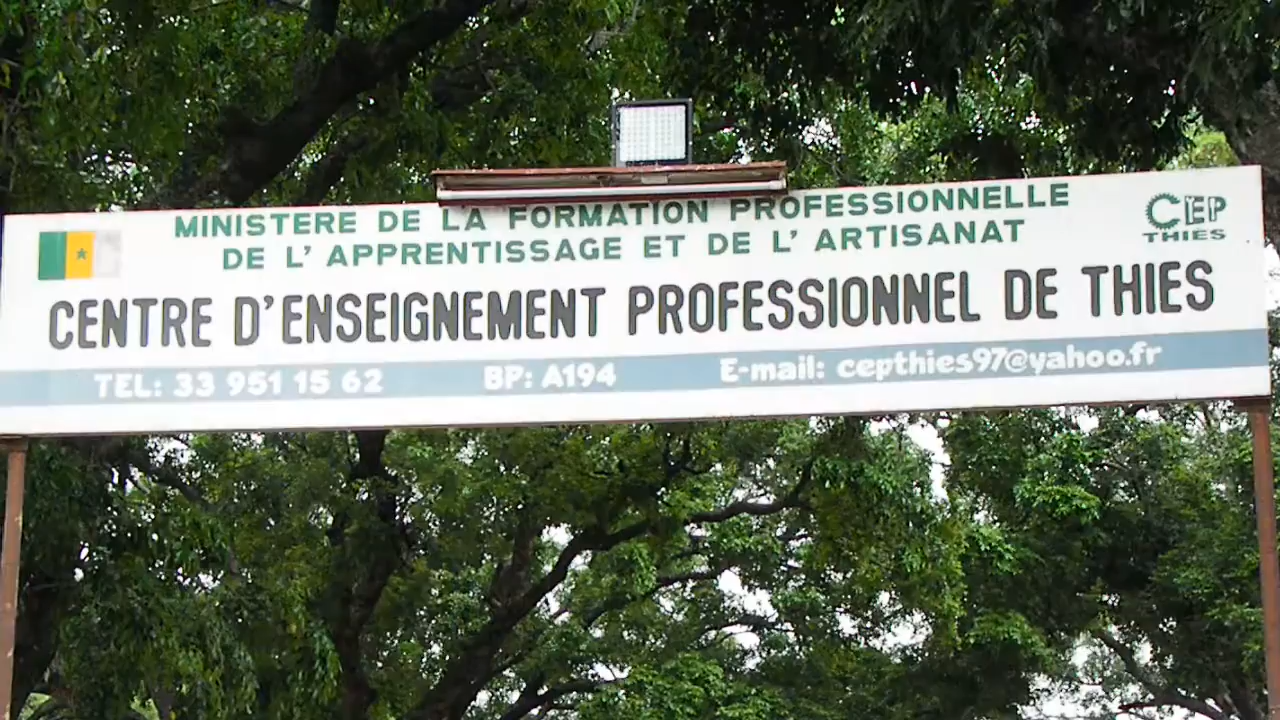 MINISTERE DE LA FORMATION PROFESSIONNELLE
DE L' APPRENTISSAGE ET DE L' ARTISANAT
CEP
THIES
CENTRE D'ENSEIGNEMENT PROFESSIONNEL DE THIES
TEL: 33 951 15 62 BP: A194 E-mail: cepthies97@yahoo.fr